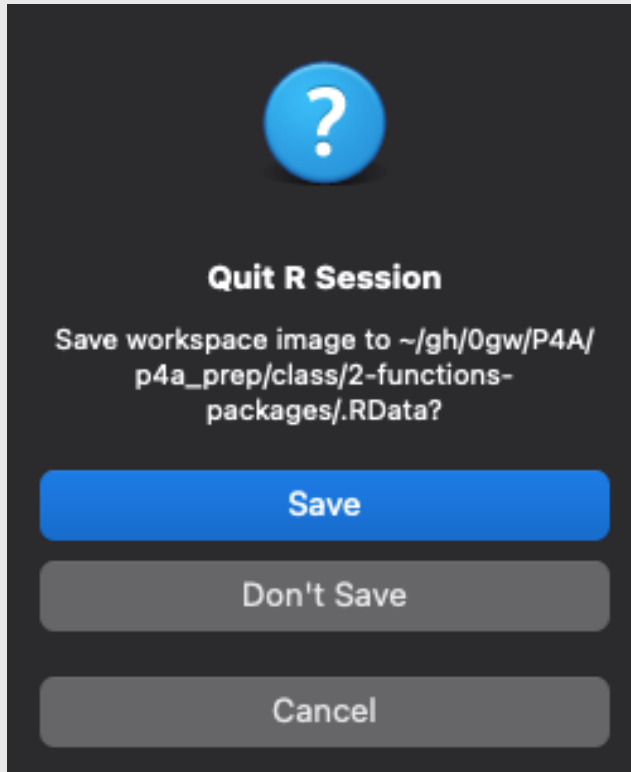 ?
Quit R Session
Save workspace image to ~/gh/0gw/P4A/
p4a_prep/class/2-functions-
packages/.RData?
Save
Don't Save
Cancel